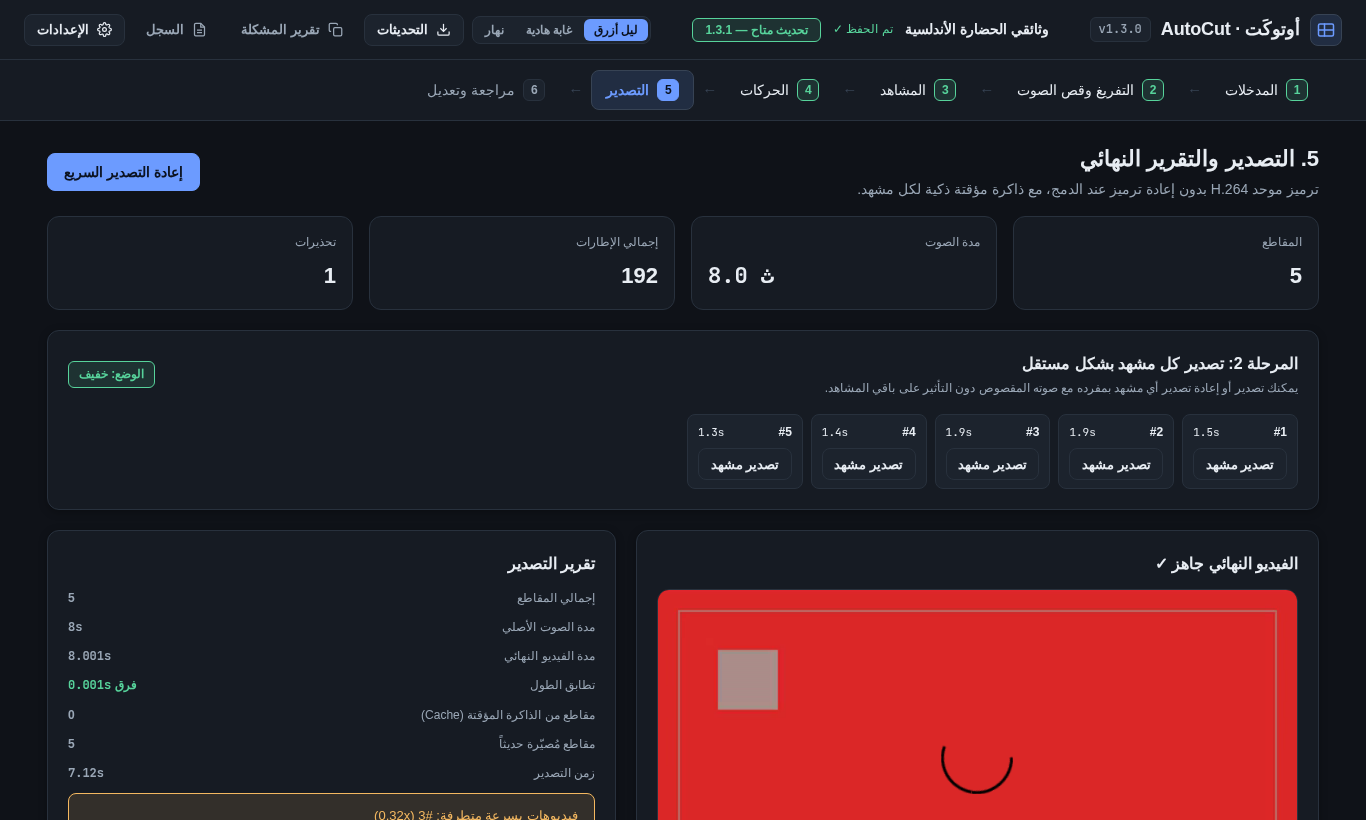 أوتوكَت · AutoCut v1.3.0 وثائقي الحضارة الأندلسية تم الحفظ ✓ تحديث متاح — 1.3.1 ليل أزرق غابة هادية نهار التحديثات تقرير المشكلة السجل الإعدادات
1 المدخلات ← 2 التفريغ وقص الصوت ← 3 المشاهد ← 4 الحركات ← 5 التصدير ← 6 مراجعة وتعديل
5. التصدير والتقرير النهائي
إعادة التصدير السريع
ترميز موحد H.264 بدون إعادة ترميز عند الدمج، مع ذاكرة مؤقتة ذكية لكل مشهد.
المقاطع مدة الصوت إجمالي الإطارات تحذيرات
5 8.0 ث 192 1
المرحلة 2: تصدير كل مشهد بشكل مستقل
الوضع: خفيف
يمكنك تصدير أو إعادة تصدير أي مشهد بمفرده مع صوته المقصوص دون التأثير على باقي المشاهد.
#1 1.5s #2 1.9s #3 1.9s #4 1.4s #5 1.3s
تصدير مشهد تصدير مشهد تصدير مشهد تصدير مشهد تصدير مشهد
الفيديو النهائي جاهز ✓
تقرير التصدير
إجمالي المقاطع 5
مدة الصوت الأصلي 8s
مدة الفيديو النهائي 8.001s
تطابق الطول فرق 0.001s
مقاطع من الذاكرة المؤقتة (Cache) 0
مقاطع مُصيّرة حديثاً 5
زمن التصدير 7.12s
فيديوهات بسرعة متطرفة: #3 (0.32x)